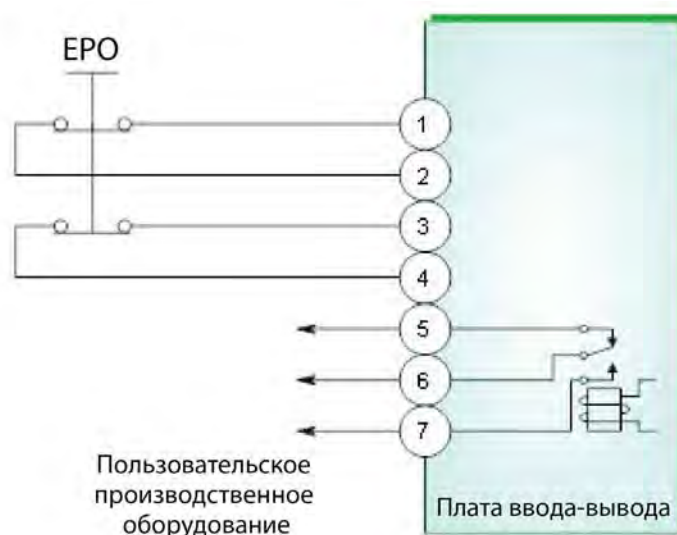 EPO
1
2
3
4
5
6
7
Пользовательское
производственное
оборудование
Плата ввода-вывода